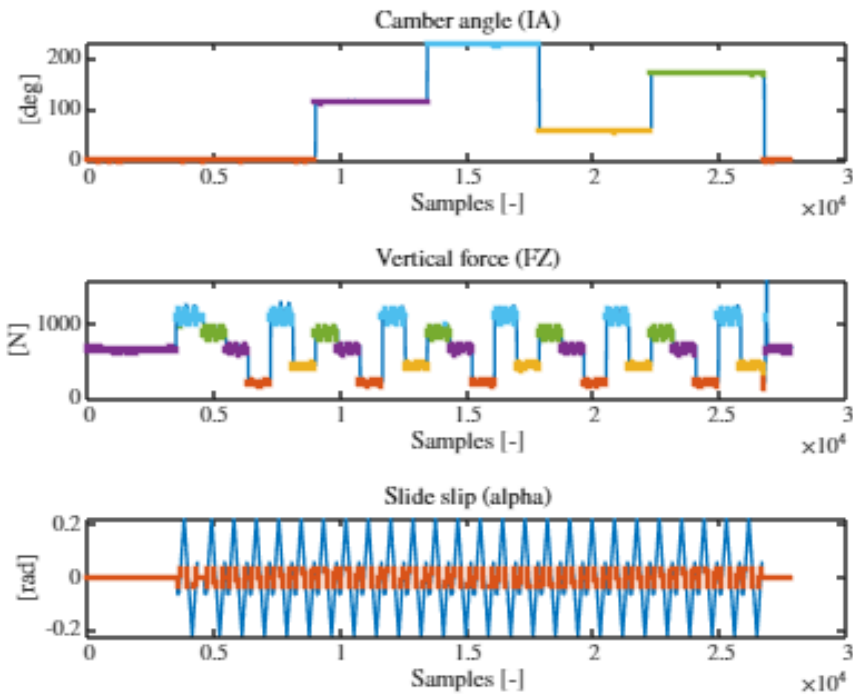 Camber angle (IA)
200
100
0
[deg]
0 0.5 1 1.5 2 2.5 3
Samples [-]
×10⁴
Vertical force (FZ)
1000
0
[N]
0 0.5 1 1.5 2 2.5 3
Samples [-]
×10⁴
Slide slip (alpha)
0.2
0
-0.2
[rad]
0 0.5 1 1.5 2 2.5 3
Samples [-]
×10⁴